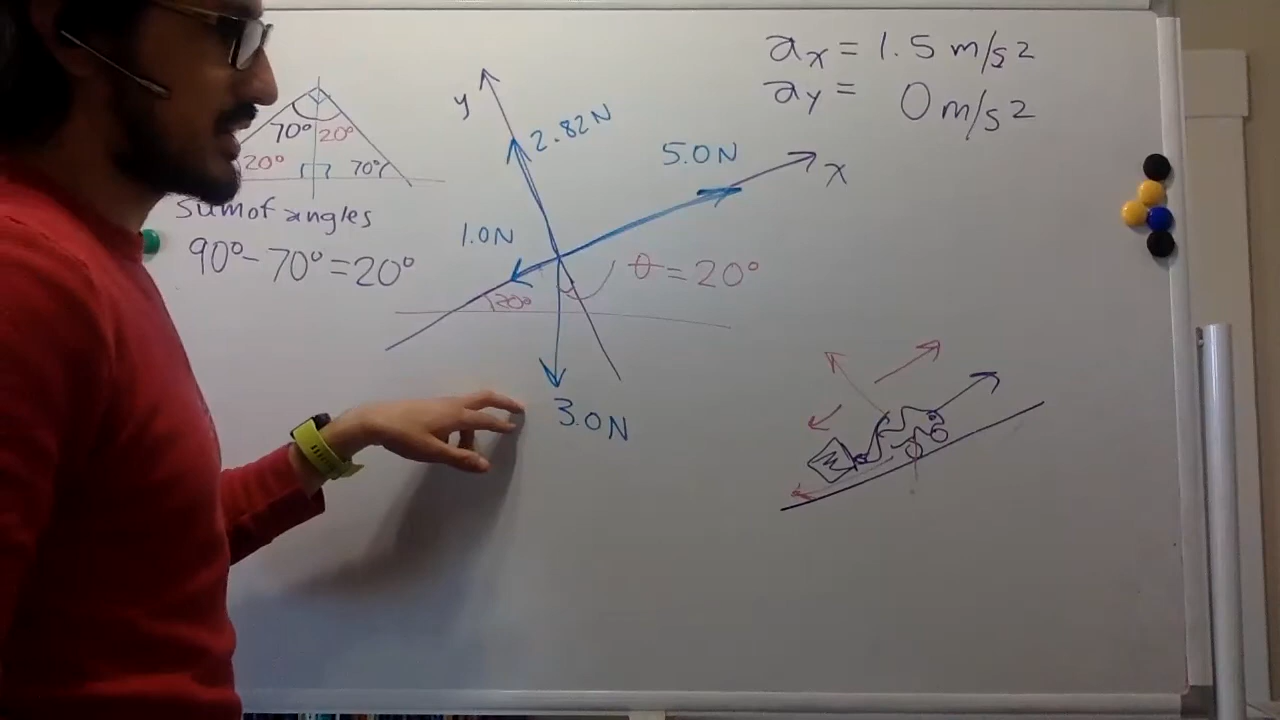 70° 20°
20° 70°
sum of angles
90° - 70° = 20°
y
2.82N
5.0N
x
1.0N
θ = 20°
20°
3.0N
ax = 1.5 m/s2
ay = 0 m/s2